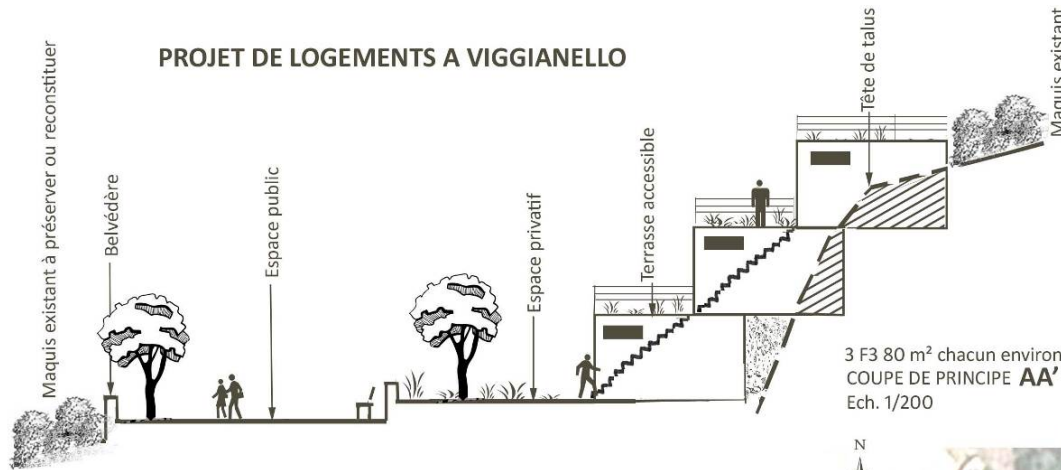 PROJET DE LOGEMENTS A VIGGIANELLO
Maquis existant à préserver ou reconstituer
Belvédère
Espace public
Espace privatif
Terrasse accessible
Tête de talus
Maquis existant
3 F3 80 m² chacun environ
COUPE DE PRINCIPE AA'
Ech. 1/200
N